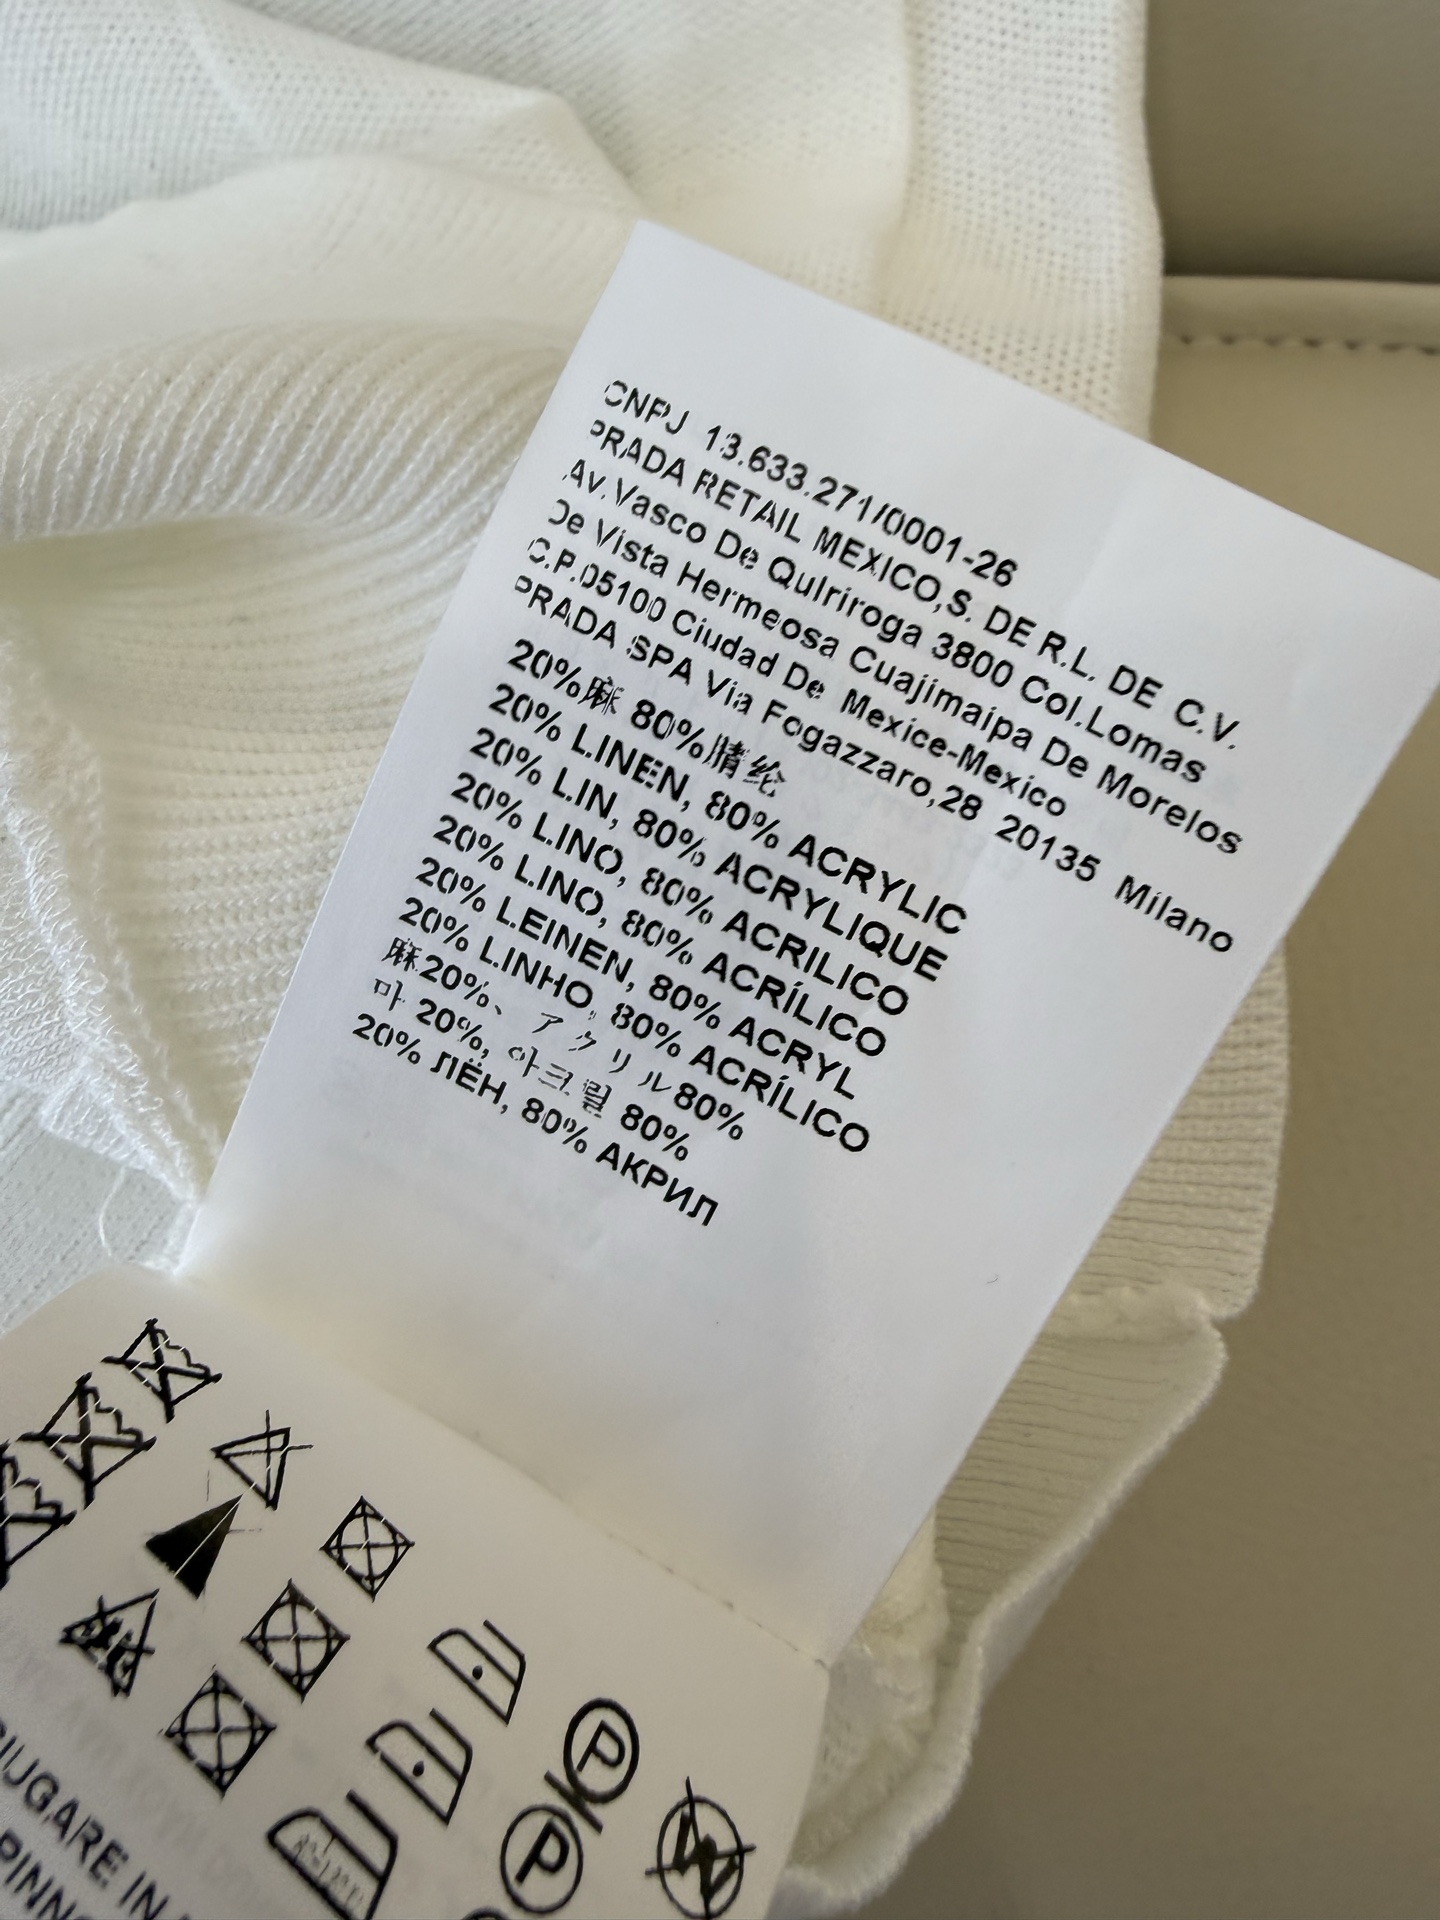 CNPJ 13.633.271/0001-26
PRADA RETAIL MEXICO,S. DE R.L. DE C.V.
Av.Vasco De Qulriroga 3800 Col.Lomas
De Vista Hermeosa Cuajimaipa De Morelos
C.P.05100 Ciudad De Mexice-Mexico
PRADA SPA Via Fogazzaro,28 20135 Milano
20%麻 80%腈纶
20% LINEN, 80% ACRYLIC
20% LIN, 80% ACRYLIQUE
20% LINO, 80% ACRILICO
20% LINO, 80% ACRÍLICO
20% LEINEN, 80% ACRYL
20% LINHO, 80% ACRÍLICO
麻20%、アクリル80%
마 20%, 아크릴 80%
20% ЛЁН, 80% АКРИЛ
P
P
W
IUGARE IN